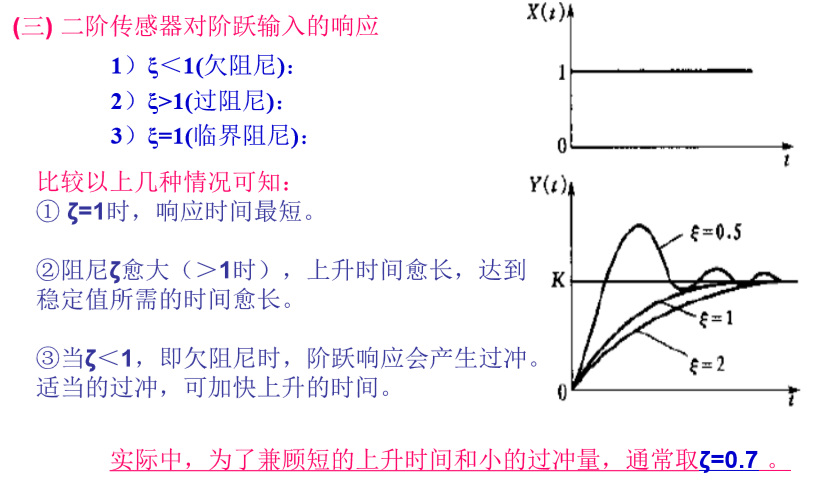 (三) 二阶传感器对阶跃输入的响应
1）ξ＜1(欠阻尼)：
2）ξ>1(过阻尼)：
3）ξ=1(临界阻尼)：
比较以上几种情况可知：
① ζ=1时，响应时间最短。
②阻尼ζ愈大（＞1时），上升时间愈长，达到
稳定值所需的时间愈长。
③当ζ＜1，即欠阻尼时，阶跃响应会产生过冲。
适当的过冲，可加快上升的时间。
实际中，为了兼顾短的上升时间和小的过冲量，通常取ζ=0.7 。
X(t)
1
0
t
Y(t)
ξ=0.5
K
ξ=1
ξ=2
0
t